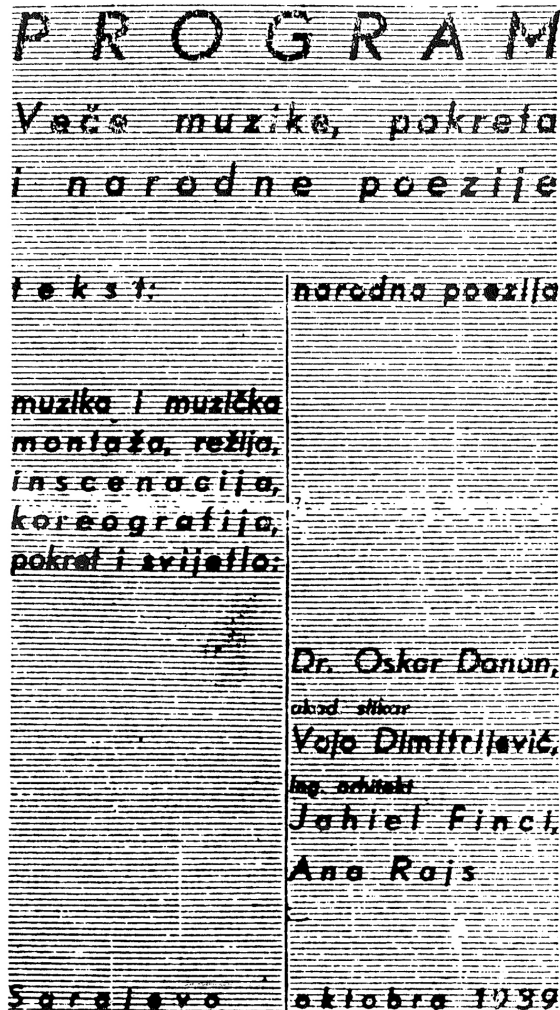 PROGRAM
Veče muzike, pokreta
i narodne poezije
tekst: narodna poezija
muzika i muzička
montaža, režija,
inscenacija,
koreografija,
pokret i svijetlo:
Dr. Oskar Danon,
akad slikar
Vojo Dimitrijević,
ing. arhitekt
Jahiel Finci,
Ana Rajs
Sarajevo oktobra 1939